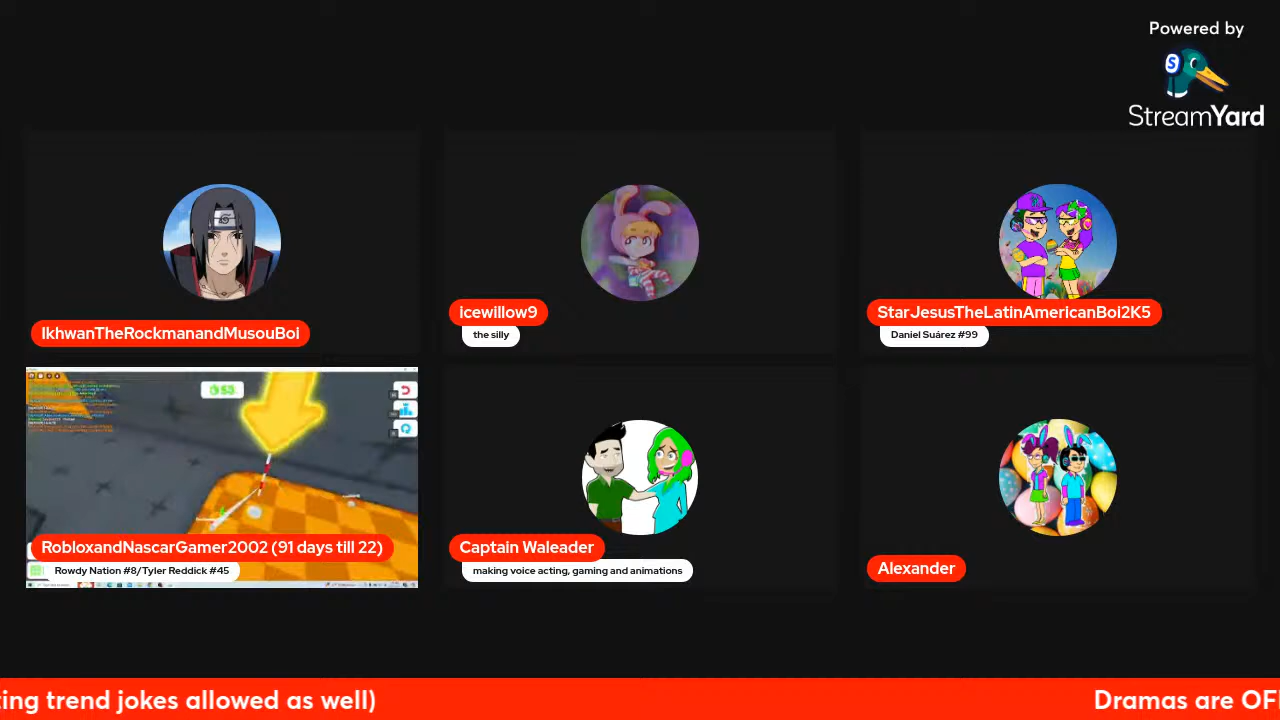 Powered by
StreamYard
IkhwanTheRockmanandMusouBoi
icewillow9
the silly
StarJesusTheLatinAmericanBoi2K5
Daniel Suárez #99
53
RobloxandNascarGamer2002 (91 days till 22)
Rowdy Nation #8/Tyler Reddick #45
Captain Waleader
making voice acting, gaming and animations
Alexander
ting trend jokes allowed as well)
Dramas are OF